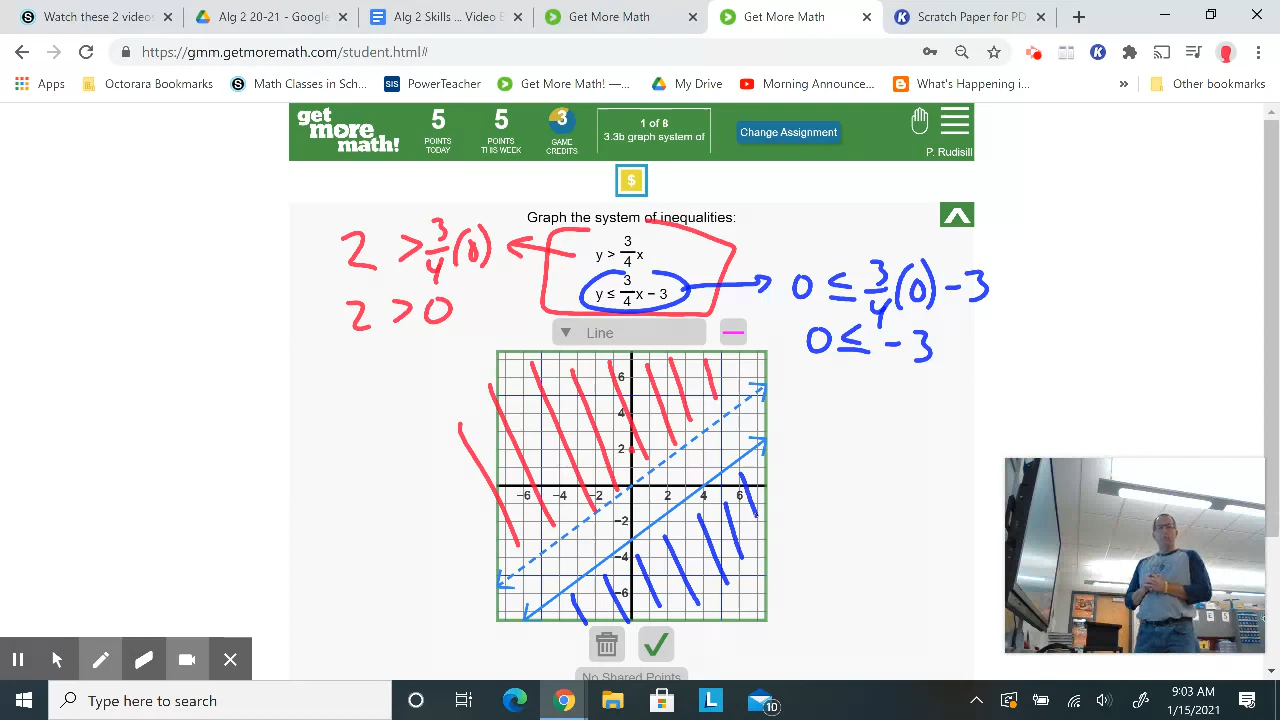 Watch these 2 videos
Alg 2 20-21 - Google
Alg 2 Skills .. Video E
Get More Math!
Get More Math!
Scratch Paper for PD
https://gmm.getmoremath.com/student.html#
Apps
Octorara Bookmarks
Math Classes in Sch...
SIS
PowerTeacher
Get More Math! —...
My Drive
Morning Announce...
What's Happening i...
»
Other bookmarks
get more math!
5 POINTS TODAY
5 POINTS THIS WEEK
3 GAME CREDITS
1 of 8
3.3b graph system of
Change Assignment
P. Rudisill
$
Graph the system of inequalities:
y > 3/4 x
y ≤ 3/4 x − 3
2 > 3/4 (0)
2 > 0
0 ≤ 3/4 (0) - 3
0 ≤ - 3
Line
6
4
2
−6 −4 −2 2 4 6
−2
−4
−6
No Shared Points
Type here to search
L
10
9:03 AM
1/15/2021